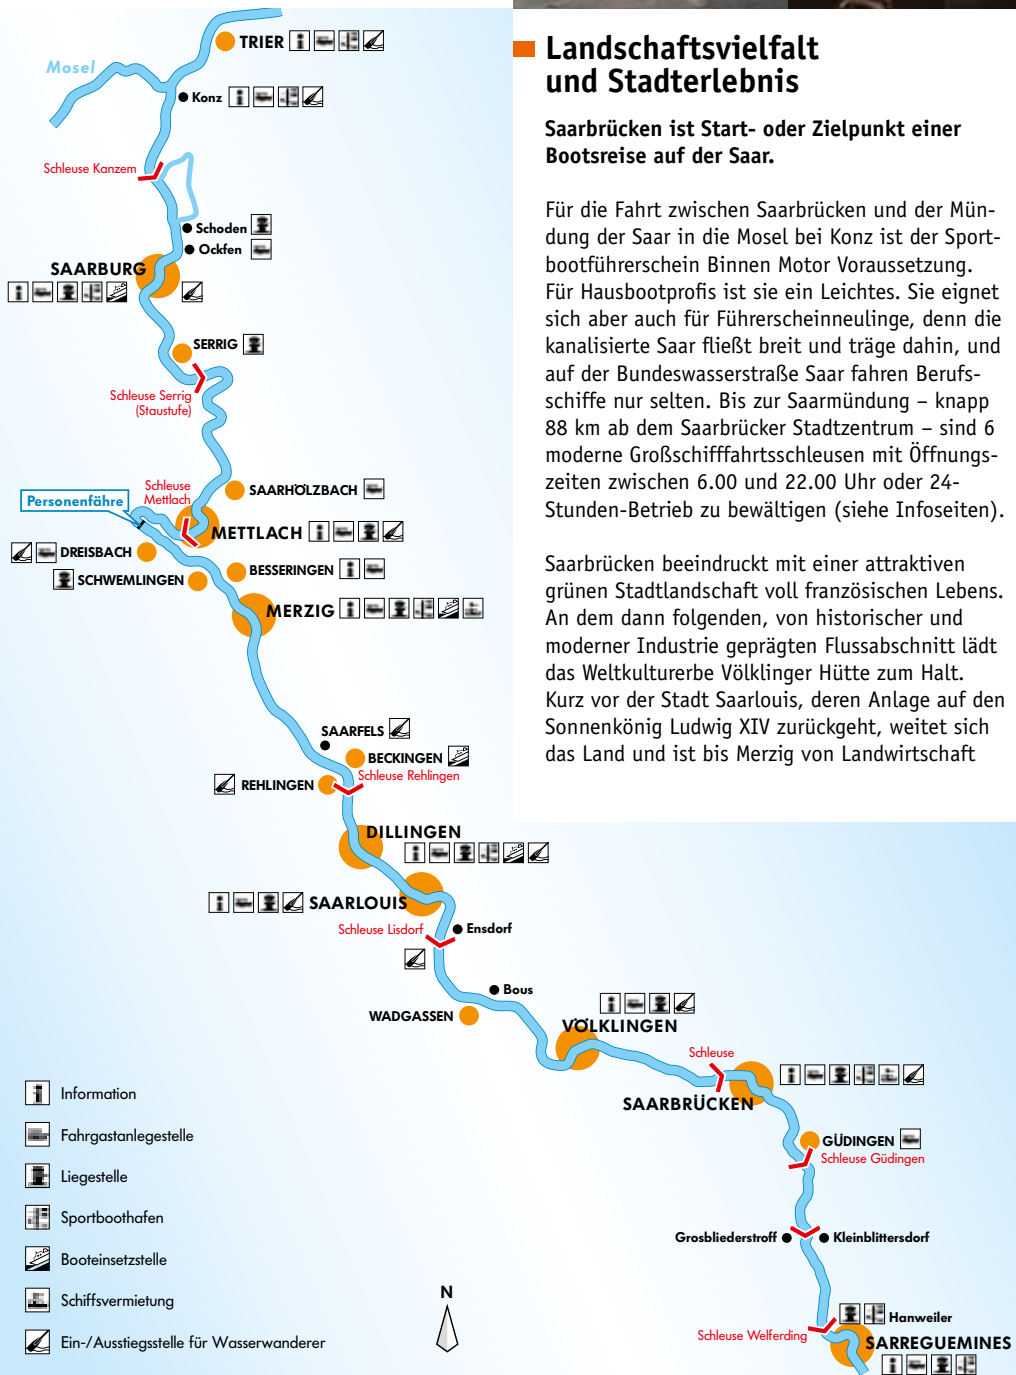 TRIER
Mosel
Konz
Schleuse Kanzem
Schoden
Ockfen
SAARBURG
SERRIG
Schleuse Serrig
(Staustufe)
SAARHÖLZBACH
Schleuse
Mettlach
Personenfähre
METTLACH
DREISBACH
SCHWEMLINGEN
BESSERINGEN
MERZIG
SAARFELS
BECKINGEN
Schleuse Rehlingen
REHLINGEN
DILLINGEN
SAARLOUIS
Schleuse Lisdorf
Ensdorf
Bous
WADGASSEN
VÖLKLINGEN
Schleuse
SAARBRÜCKEN
GÜDINGEN
Schleuse Güdingen
Grosbliederstroff
Kleinblittersdorf
Hanweiler
Schleuse Welferding
SARREGUEMINES
N
Information
Fahrgastanlegestelle
Liegestelle
Sportboothafen
Booteinsetzstelle
Schiffsvermietung
Ein-/Ausstiegsstelle für Wasserwanderer
Landschaftsvielfalt
und Stadterlebnis
Saarbrücken ist Start- oder Zielpunkt einer
Bootsreise auf der Saar.
Für die Fahrt zwischen Saarbrücken und der Mün-
dung der Saar in die Mosel bei Konz ist der Sport-
bootführerschein Binnen Motor Voraussetzung.
Für Hausbootprofis ist sie ein Leichtes. Sie eignet
sich aber auch für Führerscheinneulinge, denn die
kanalisierte Saar fließt breit und träge dahin, und
auf der Bundeswasserstraße Saar fahren Berufs-
schiffe nur selten. Bis zur Saarmündung – knapp
88 km ab dem Saarbrücker Stadtzentrum – sind 6
moderne Großschifffahrtsschleusen mit Öffnungs-
zeiten zwischen 6.00 und 22.00 Uhr oder 24-
Stunden-Betrieb zu bewältigen (siehe Infoseiten).
Saarbrücken beeindruckt mit einer attraktiven
grünen Stadtlandschaft voll französischen Lebens.
An dem dann folgenden, von historischer und
moderner Industrie geprägten Flussabschnitt lädt
das Weltkulturerbe Völklinger Hütte zum Halt.
Kurz vor der Stadt Saarlouis, deren Anlage auf den
Sonnenkönig Ludwig XIV zurückgeht, weitet sich
das Land und ist bis Merzig von Landwirtschaft